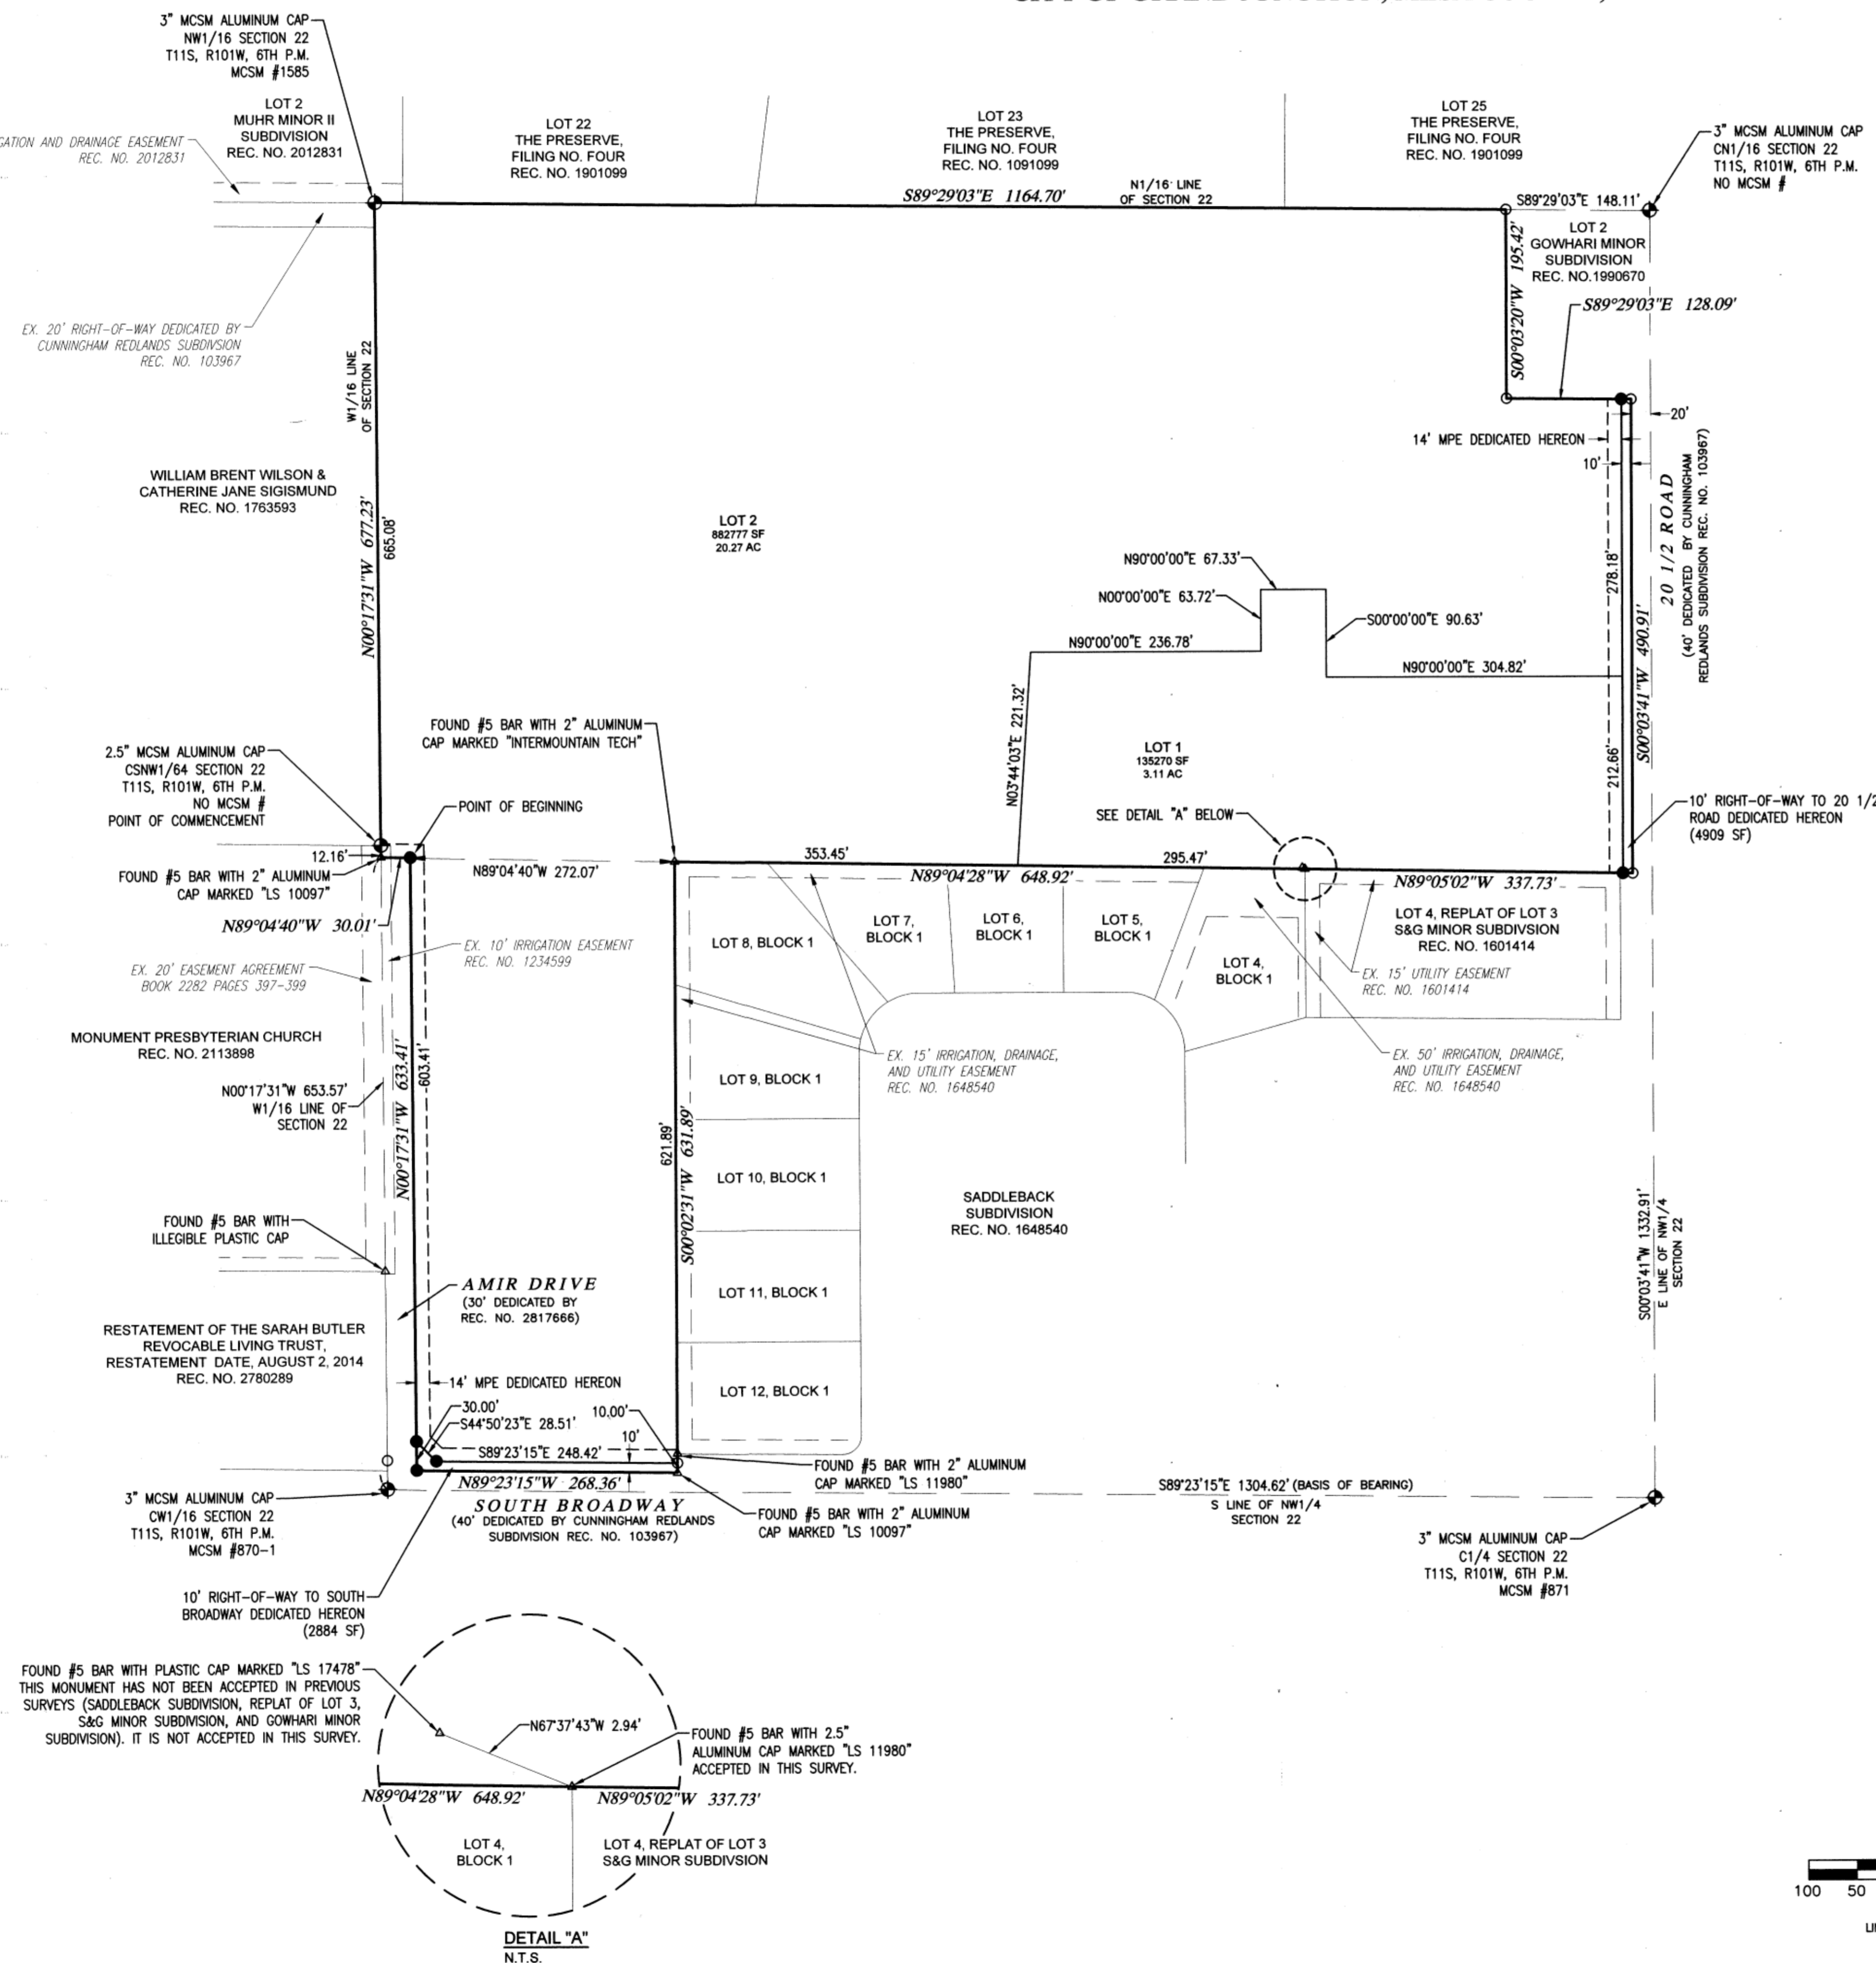 3" MCSM ALUMINUM CAP
NW1/16 SECTION 22
T11S, R101W, 6TH P.M.
MCSM #1585
LOT 2
MUHR MINOR II
SUBDIVISION
REC. NO. 2012831
GATION AND DRAINAGE EASEMENT
REC. NO. 2012831
LOT 22
THE PRESERVE,
FILING NO. FOUR
REC. NO. 1901099
LOT 23
THE PRESERVE,
FILING NO. FOUR
REC. NO. 1091099
LOT 25
THE PRESERVE,
FILING NO. FOUR
REC. NO. 1901099
3" MCSM ALUMINUM CAP
CN1/16 SECTION 22
T11S, R101W, 6TH P.M.
NO MCSM #
S89°29'03"E 1164.70'
N1/16 LINE
OF SECTION 22
S89°29'03"E 148.11'
LOT 2
GOWHARI MINOR
SUBDIVISION
REC. NO.1990670
S00°03'20"W 195.42'
S89°29'03"E 128.09'
EX. 20' RIGHT-OF-WAY DEDICATED BY
CUNNINGHAM REDLANDS SUBDIVSION
REC. NO. 103967
W1/16 LINE
OF SECTION 22
20'
14' MPE DEDICATED HEREON
10'
20 1/2 ROAD
(40' DEDICATED BY CUNNINGHAM
REDLANDS SUBDIVISION REC. NO. 103967)
WILLIAM BRENT WILSON &
CATHERINE JANE SIGISMUND
REC. NO. 1763593
N00°17'31"W 677.23'
665.08'
LOT 2
882777 SF
20.27 AC
N90°00'00"E 67.33'
N00°00'00"E 63.72'
S00°00'00"E 90.63'
N90°00'00"E 236.78'
N90°00'00"E 304.82'
278.18'
S00°03'41"W 490.91'
N03°44'03"E 221.32'
LOT 1
135270 SF
3.11 AC
212.66'
FOUND #5 BAR WITH 2" ALUMINUM
CAP MARKED "INTERMOUNTAIN TECH"
2.5" MCSM ALUMINUM CAP
CSNW1/64 SECTION 22
T11S, R101W, 6TH P.M.
NO MCSM #
POINT OF COMMENCEMENT
POINT OF BEGINNING
SEE DETAIL "A" BELOW
10' RIGHT-OF-WAY TO 20 1/2
ROAD DEDICATED HEREON
(4909 SF)
12.16'
FOUND #5 BAR WITH 2" ALUMINUM
CAP MARKED "LS 10097"
N89°04'40"W 272.07'
353.45'
295.47'
N89°04'28"W 648.92'
N89°05'02"W 337.73'
N89°04'40"W 30.01'
EX. 10' IRRIGATION EASEMENT
REC. NO. 1234599
EX. 20' EASEMENT AGREEMENT
BOOK 2282 PAGES 397-399
LOT 8, BLOCK 1
LOT 7,
BLOCK 1
LOT 6,
BLOCK 1
LOT 5,
BLOCK 1
LOT 4,
BLOCK 1
LOT 4, REPLAT OF LOT 3
S&G MINOR SUBDIVSION
REC. NO. 1601414
EX. 15' UTILITY EASEMENT
REC. NO. 1601414
MONUMENT PRESBYTERIAN CHURCH
REC. NO. 2113898
N00°17'31"W 653.57'
W1/16 LINE OF
SECTION 22
N00°17'31"W 633.41'
603.41'
EX. 15' IRRIGATION, DRAINAGE,
AND UTILITY EASEMENT
REC. NO. 1648540
EX. 50' IRRIGATION, DRAINAGE,
AND UTILITY EASEMENT
REC. NO. 1648540
LOT 9, BLOCK 1
621.89'
S00°02'31"W 631.89'
LOT 10, BLOCK 1
SADDLEBACK
SUBDIVISION
REC. NO. 1648540
S00°03'41"W 1332.91'
E LINE OF NW1/4
SECTION 22
FOUND #5 BAR WITH
ILLEGIBLE PLASTIC CAP
AMIR DRIVE
(30' DEDICATED BY
REC. NO. 2817666)
LOT 11, BLOCK 1
RESTATEMENT OF THE SARAH BUTLER
REVOCABLE LIVING TRUST,
RESTATEMENT DATE, AUGUST 2, 2014
REC. NO. 2780289
14' MPE DEDICATED HEREON
LOT 12, BLOCK 1
30.00'
S44°50'23"E 28.51'
10.00'
10'
S89°23'15"E 248.42'
N89°23'15"W 268.36'
FOUND #5 BAR WITH 2" ALUMINUM
CAP MARKED "LS 11980"
3" MCSM ALUMINUM CAP
CW1/16 SECTION 22
T11S, R101W, 6TH P.M.
MCSM #870-1
SOUTH BROADWAY
(40' DEDICATED BY CUNNINGHAM REDLANDS
SUBDIVISION REC. NO. 103967)
FOUND #5 BAR WITH 2" ALUMINUM
CAP MARKED "LS 10097"
S89°23'15"E 1304.62' (BASIS OF BEARING)
S LINE OF NW1/4
SECTION 22
3" MCSM ALUMINUM CAP
C1/4 SECTION 22
T11S, R101W, 6TH P.M.
MCSM #871
10' RIGHT-OF-WAY TO SOUTH
BROADWAY DEDICATED HEREON
(2884 SF)
FOUND #5 BAR WITH PLASTIC CAP MARKED "LS 17478"
THIS MONUMENT HAS NOT BEEN ACCEPTED IN PREVIOUS
SURVEYS (SADDLEBACK SUBDIVISION, REPLAT OF LOT 3,
S&G MINOR SUBDIVISION, AND GOWHARI MINOR
SUBDIVISION). IT IS NOT ACCEPTED IN THIS SURVEY.
N67°37'43"W 2.94'
FOUND #5 BAR WITH 2.5"
ALUMINUM CAP MARKED "LS 11980"
ACCEPTED IN THIS SURVEY.
N89°04'28"W 648.92'
N89°05'02"W 337.73'
LOT 4,
BLOCK 1
LOT 4, REPLAT OF LOT 3
S&G MINOR SUBDIVSION
DETAIL "A"
N.T.S.
100 50